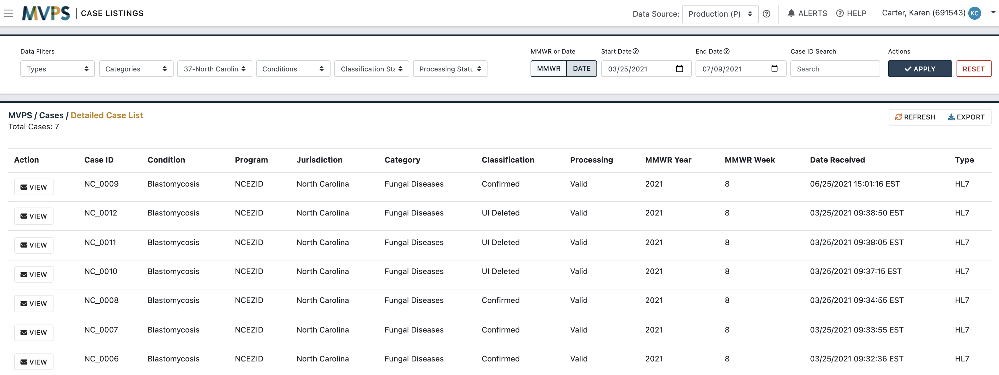 MVPS | CASE LISTINGS Data Source: Production (P) ALERTS HELP Carter, Karen (691543) KC
Data Filters MMWR or Date Start Date End Date Case ID Search Actions
Types Categories 37-North Carolin Conditions Classification Sta Processing Statu MMWR DATE 03/25/2021 07/09/2021 Search APPLY RESET
MVPS / Cases / Detailed Case List REFRESH EXPORT
Total Cases: 7
Action Case ID Condition Program Jurisdiction Category Classification Processing MMWR Year MMWR Week Date Received Type
VIEW NC_0009 Blastomycosis NCEZID North Carolina Fungal Diseases Confirmed Valid 2021 8 06/25/2021 15:01:16 EST HL7
VIEW NC_0012 Blastomycosis NCEZID North Carolina Fungal Diseases UI Deleted Valid 2021 8 03/25/2021 09:38:50 EST HL7
VIEW NC_0011 Blastomycosis NCEZID North Carolina Fungal Diseases UI Deleted Valid 2021 8 03/25/2021 09:38:05 EST HL7
VIEW NC_0010 Blastomycosis NCEZID North Carolina Fungal Diseases UI Deleted Valid 2021 8 03/25/2021 09:37:15 EST HL7
VIEW NC_0008 Blastomycosis NCEZID North Carolina Fungal Diseases Confirmed Valid 2021 8 03/25/2021 09:34:55 EST HL7
VIEW NC_0007 Blastomycosis NCEZID North Carolina Fungal Diseases Confirmed Valid 2021 8 03/25/2021 09:33:55 EST HL7
VIEW NC_0006 Blastomycosis NCEZID North Carolina Fungal Diseases Confirmed Valid 2021 8 03/25/2021 09:32:36 EST HL7